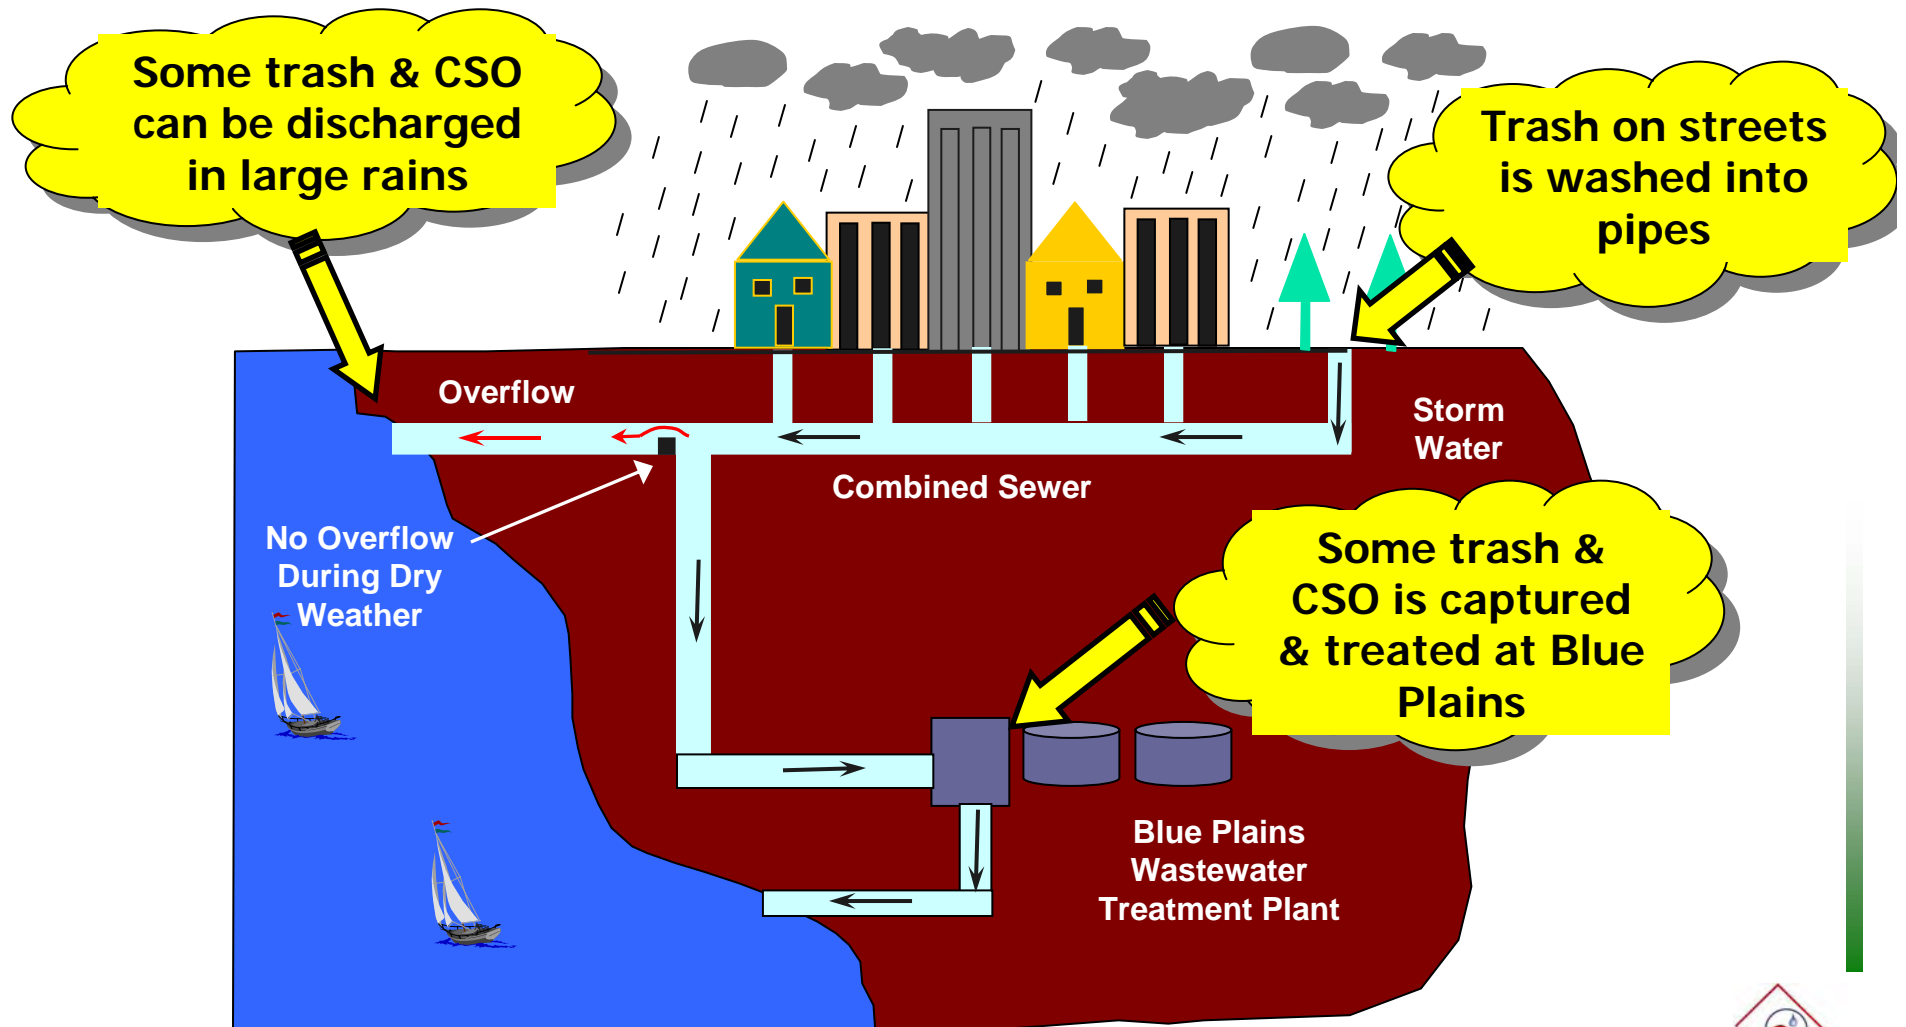 Some trash & CSO
can be discharged
in large rains
Trash on streets
is washed into
pipes
Overflow
Storm
Water
Combined Sewer
No Overflow
During Dry
Weather
Some trash &
CSO is captured
& treated at Blue
Plains
Blue Plains
Wastewater
Treatment Plant